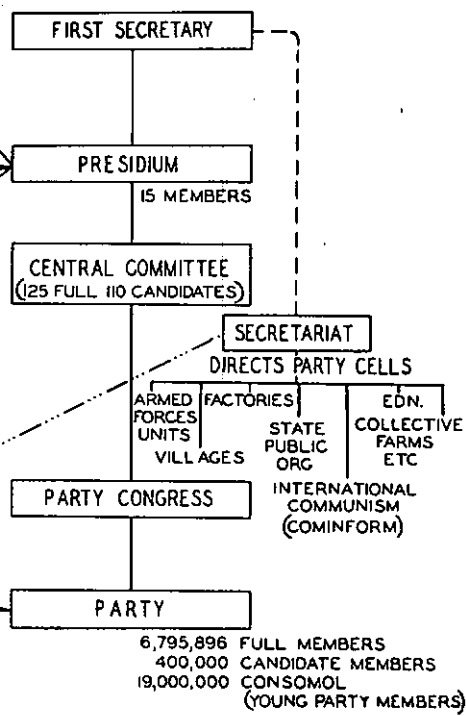 FIRST SECRETARY
PRESIDIUM
15 MEMBERS
CENTRAL COMMITTEE
(125 FULL 110 CANDIDATES)
SECRETARIAT
DIRECTS PARTY CELLS
ARMED
FORCES
UNITS
VILLAGES
FACTORIES
STATE
PUBLIC
ORG
INTERNATIONAL
COMMUNISM
(COMINFORM)
EDN.
COLLECTIVE
FARMS
ETC
PARTY CONGRESS
PARTY
6,795,896 FULL MEMBERS
400,000 CANDIDATE MEMBERS
19,000,000 CONSOMOL
(YOUNG PARTY MEMBERS)